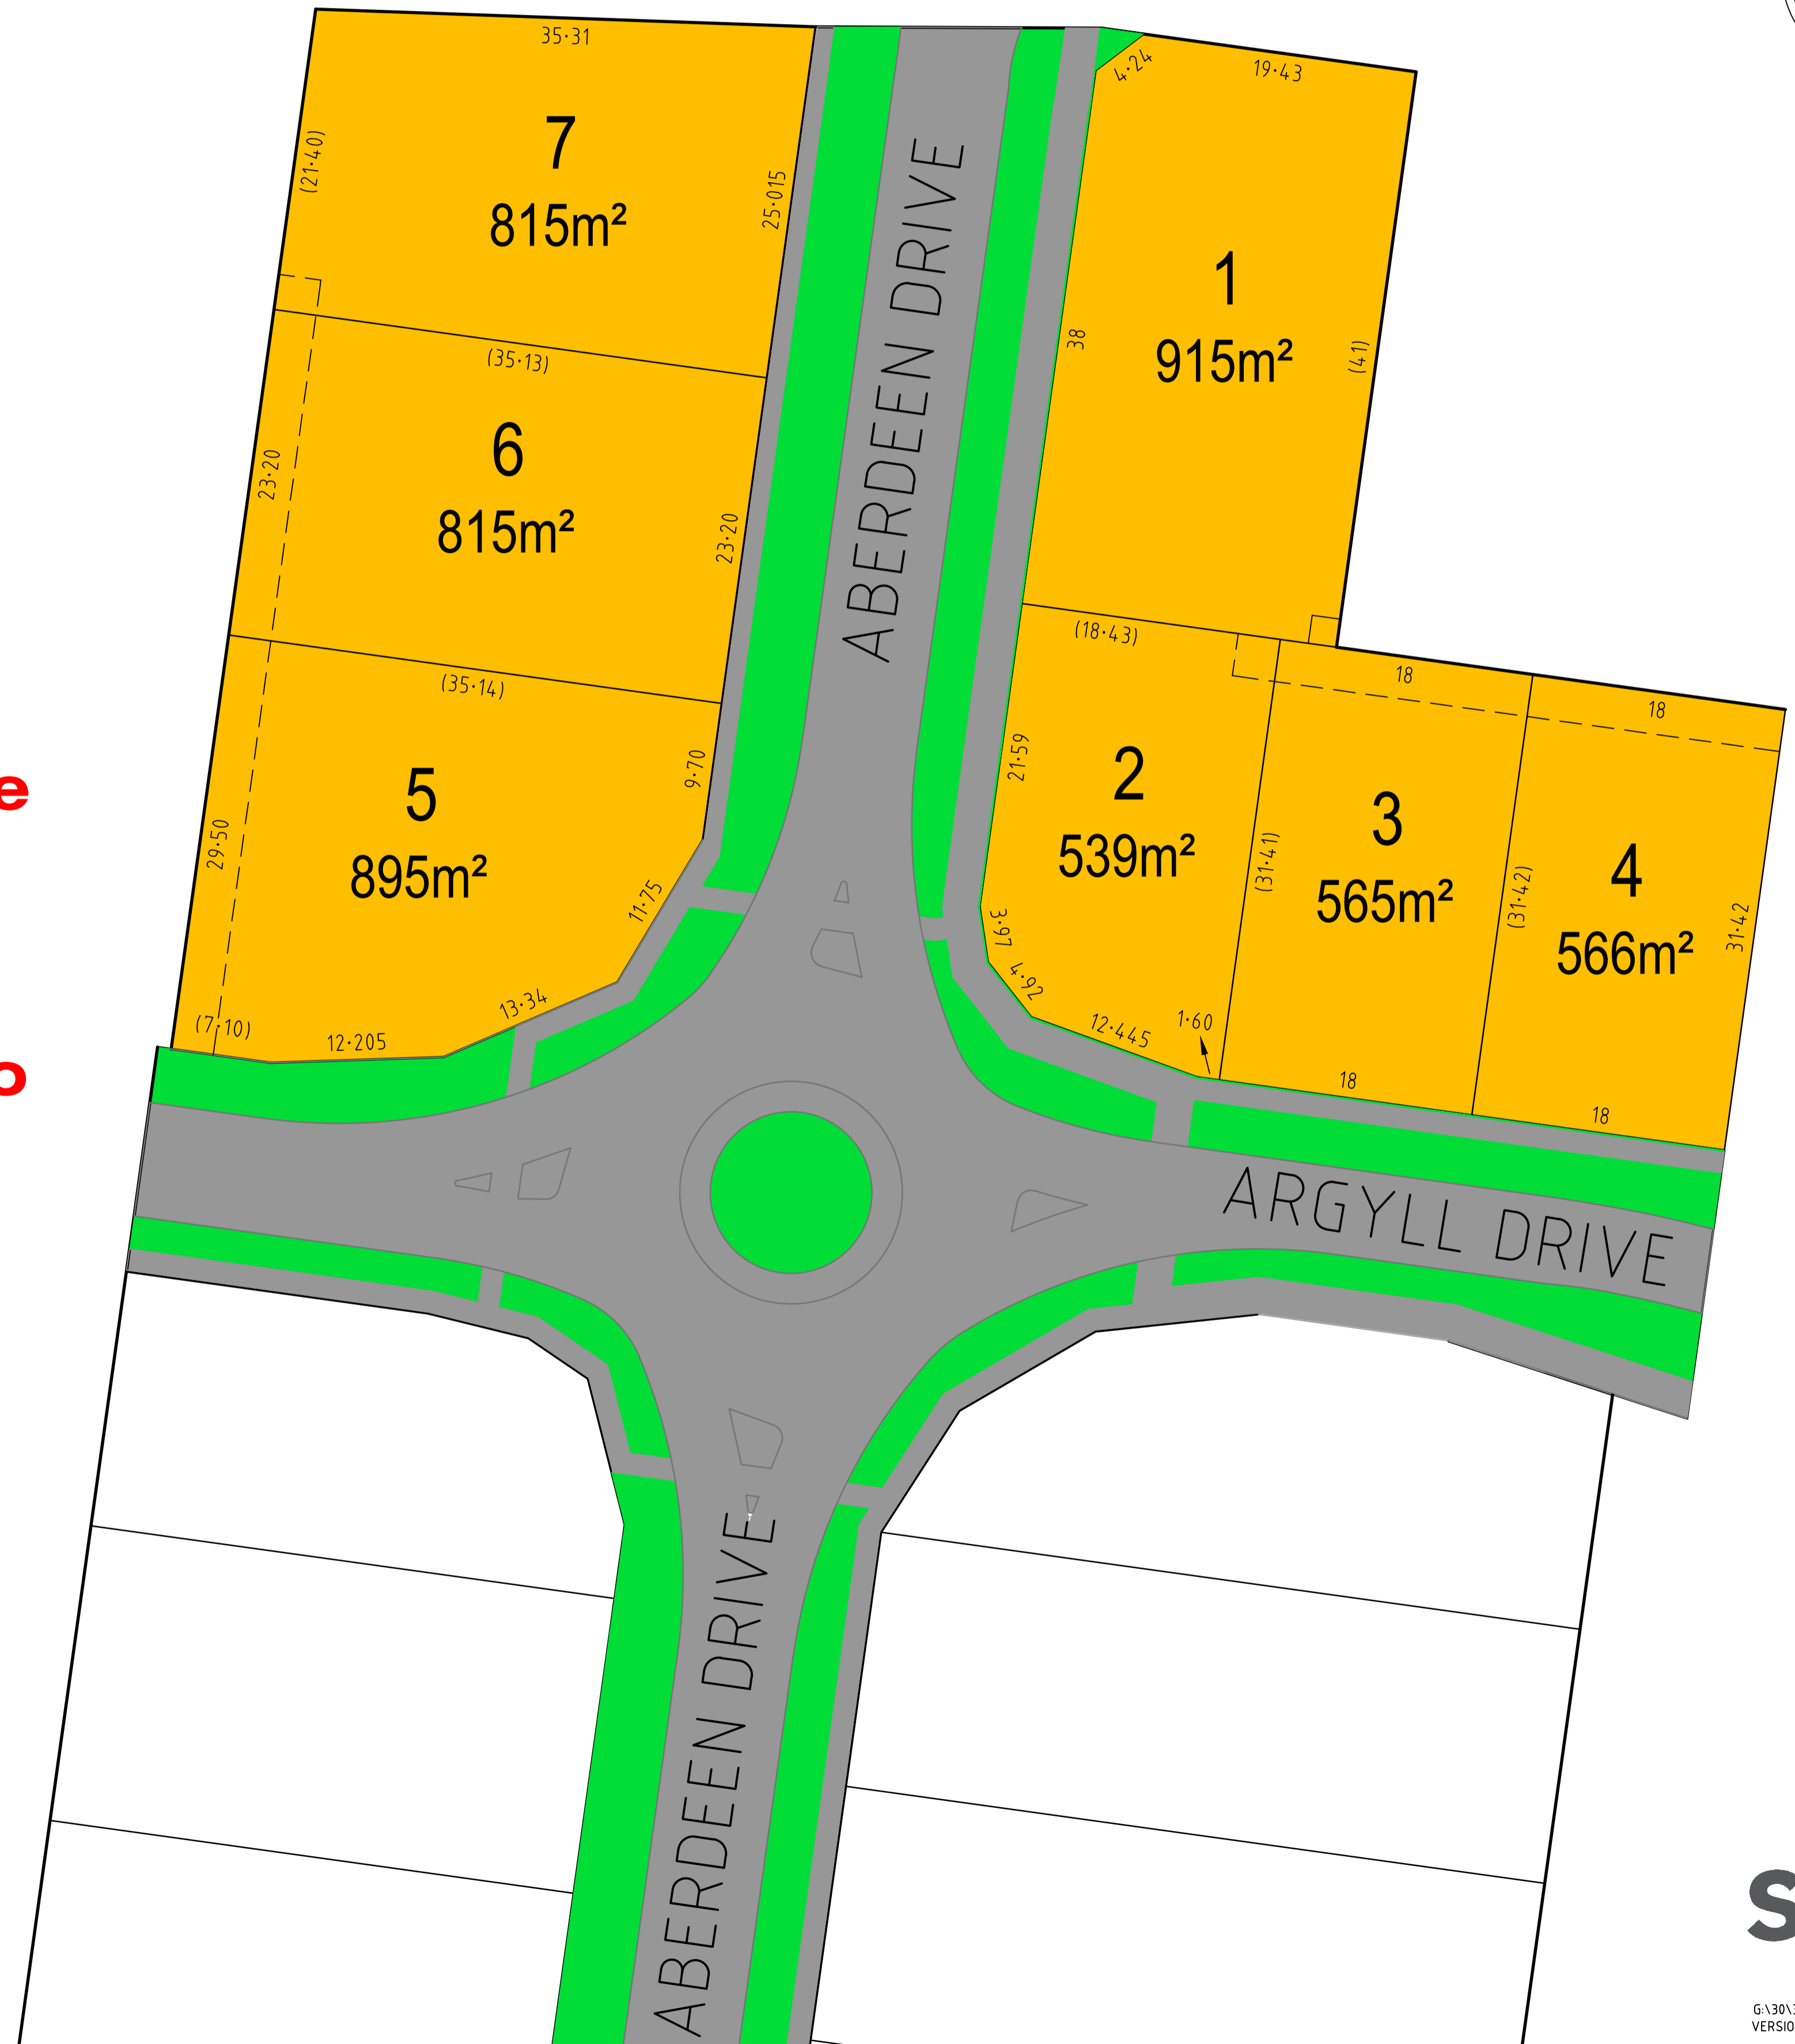 35·31
(21·40)
7
815m²
25·015
4·24
19·43
38
1
915m²
(41)
ABERDEEN DRIVE
(35·13)
23·20
6
815m²
23·20
(35·14)
29·50
5
895m²
9·70
11·75
13·34
12·205
(7·10)
(18·43)
21·59
2
539m²
3·97
4·92
12·445
1·60
(31·41)
18
3
565m²
18
(31·42)
18
4
566m²
31·42
18
e
o
ARGYLL DRIVE
ABERDEEN DRIVE
S
G:\30\
VERSIO